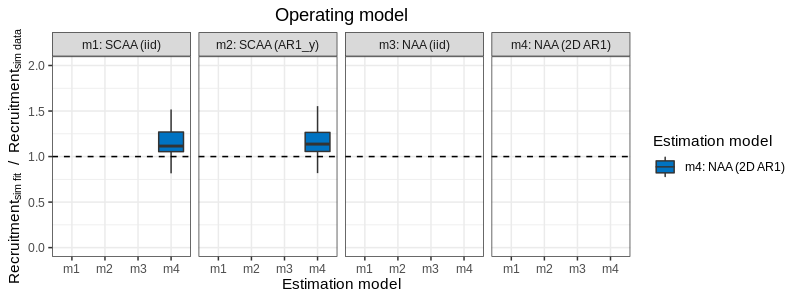 Operating model
m1: SCAA (iid)
m2: SCAA (AR1_y)
m3: NAA (iid)
m4: NAA (2D AR1)
Recruitment sim fit / Recruitment sim data
2.0
1.5
1.0
0.5
0.0
m1 m2 m3 m4
m1 m2 m3 m4
m1 m2 m3 m4
m1 m2 m3 m4
Estimation model
Estimation model
m4: NAA (2D AR1)